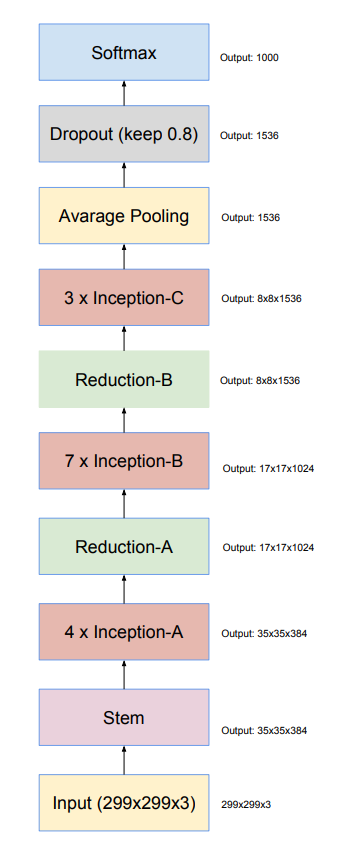 Softmax
Output: 1000
Dropout (keep 0.8)
Output: 1536
Avarage Pooling
Output: 1536
3 x Inception-C
Output: 8x8x1536
Reduction-B
Output: 8x8x1536
7 x Inception-B
Output: 17x17x1024
Reduction-A
Output: 17x17x1024
4 x Inception-A
Output: 35x35x384
Stem
Output: 35x35x384
Input (299x299x3)
299x299x3